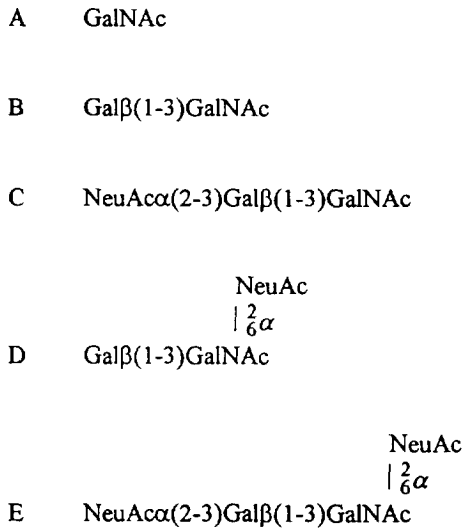 A GalNAc
B Galβ(1-3)GalNAc
C NeuAcα(2-3)Galβ(1-3)GalNAc
NeuAc
| 2
6 α
D Galβ(1-3)GalNAc
NeuAc
| 2
6 α
E NeuAcα(2-3)Galβ(1-3)GalNAc